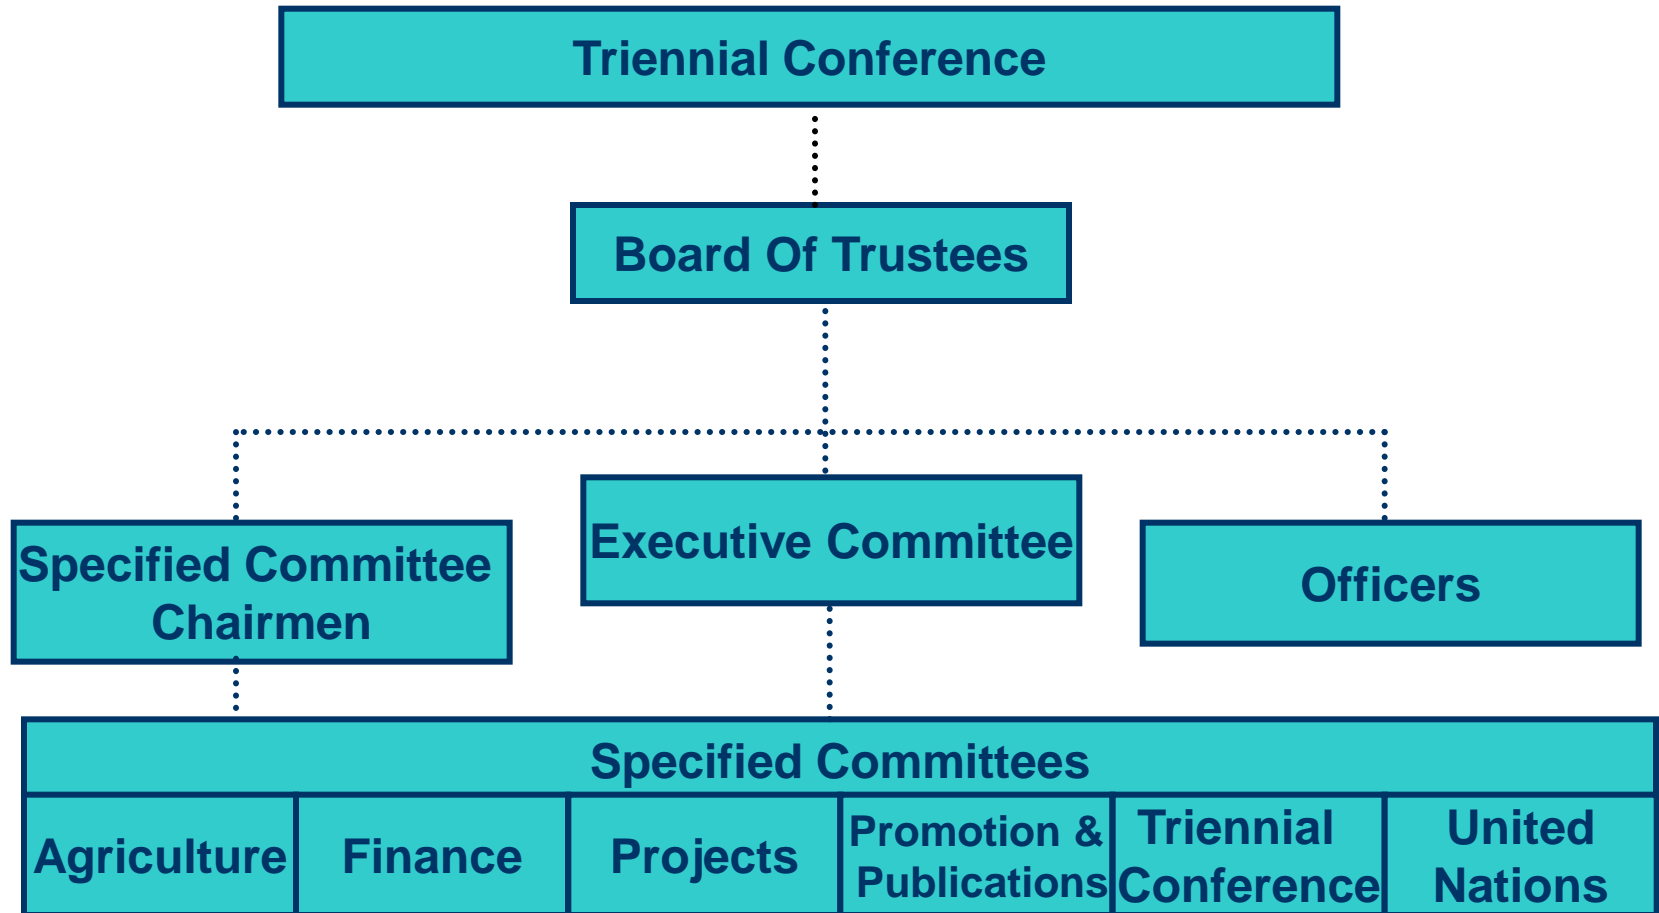 Triennial Conference
Board Of Trustees
Specified Committee
Chairmen
Executive Committee
Officers
Specified Committees
Agriculture
Finance
Projects
Promotion &
Publications
Triennial
Conference
United
Nations